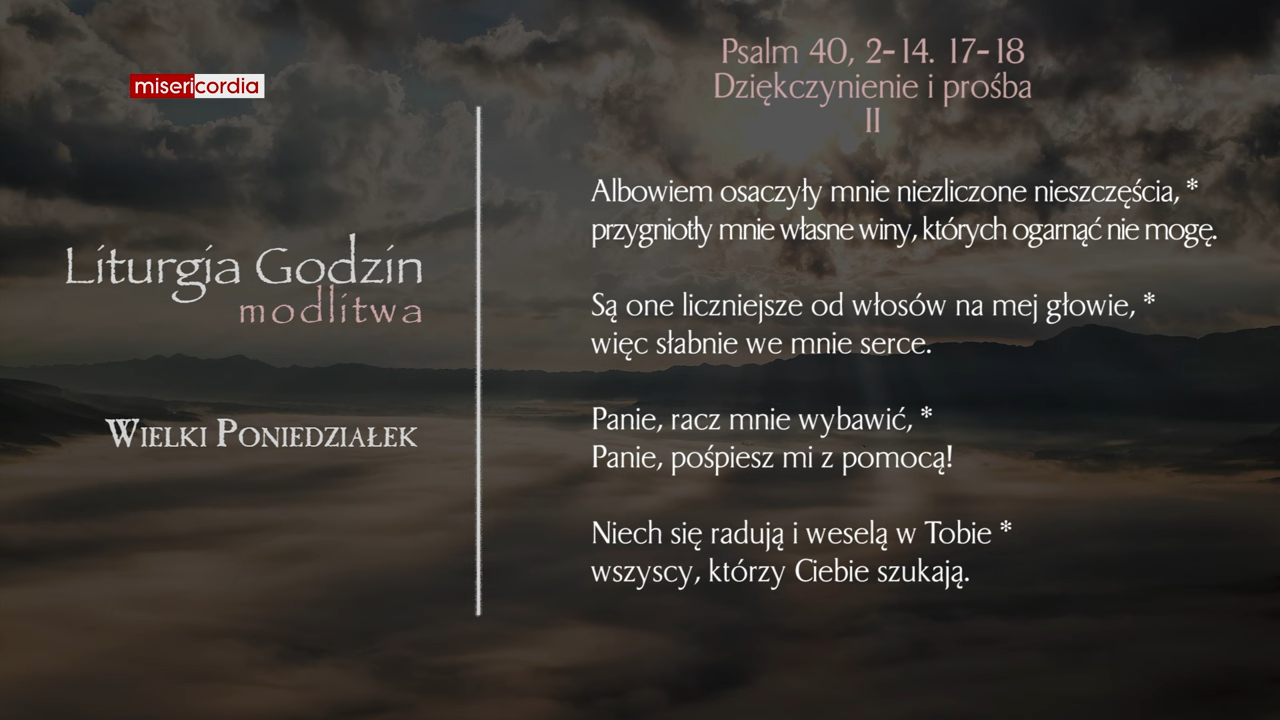 misericordia
Liturgia Godzin
modlitwa
Wielki Poniedziałek
Psalm 40, 2-14. 17-18
Dziękczynienie i prośba
II
Albowiem osaczyły mnie niezliczone nieszczęścia, *
przygniotły mnie własne winy, których ogarnąć nie mogę.
Są one liczniejsze od włosów na mej głowie, *
więc słabnie we mnie serce.
Panie, racz mnie wybawić, *
Panie, pośpiesz mi z pomocą!
Niech się radują i weselą w Tobie *
wszyscy, którzy Ciebie szukają.